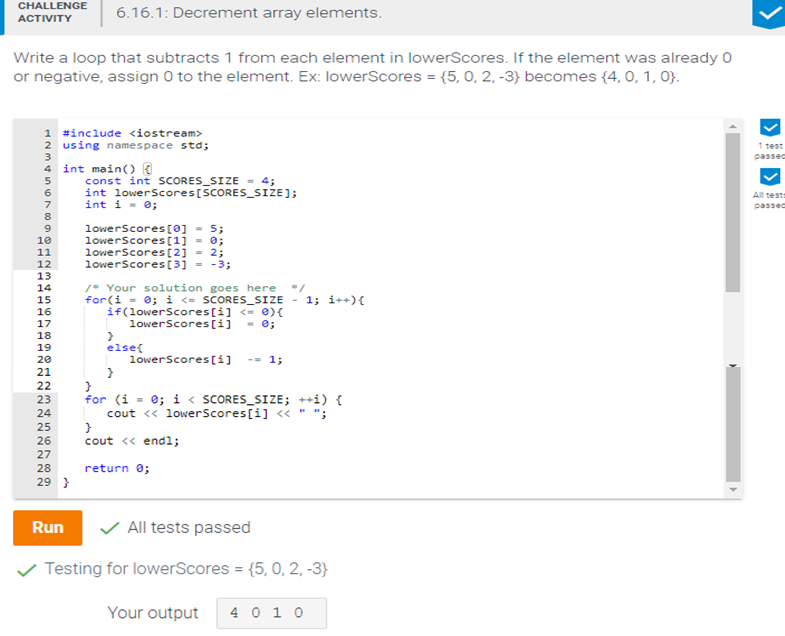 CHALLENGE
ACTIVITY
6.16.1: Decrement array elements.
Write a loop that subtracts 1 from each element in lowerScores. If the element was already 0
or negative, assign 0 to the element. Ex: lowerScores = {5, 0, 2, -3} becomes {4, 0, 1, 0}.
1 #include <iostream>
2 using namespace std;
3
4 int main() {
5 const int SCORES_SIZE = 4;
6 int lowerScores[SCORES_SIZE];
7 int i = 0;
8
9 lowerScores[0] = 5;
10 lowerScores[1] = 0;
11 lowerScores[2] = 2;
12 lowerScores[3] = -3;
13
14 /* Your solution goes here */
15 for(i = 0; i <= SCORES_SIZE - 1; i++){
16 if(lowerScores[i] <= 0){
17 lowerScores[i] = 0;
18 }
19 else{
20 lowerScores[i] -= 1;
21 }
22 }
23 for (i = 0; i < SCORES_SIZE; ++i) {
24 cout << lowerScores[i] << " ";
25 }
26 cout << endl;
27
28 return 0;
29 }
1 test
passed
All tests
passed
Run
All tests passed
Testing for lowerScores = {5, 0, 2, -3}
Your output
4 0 1 0